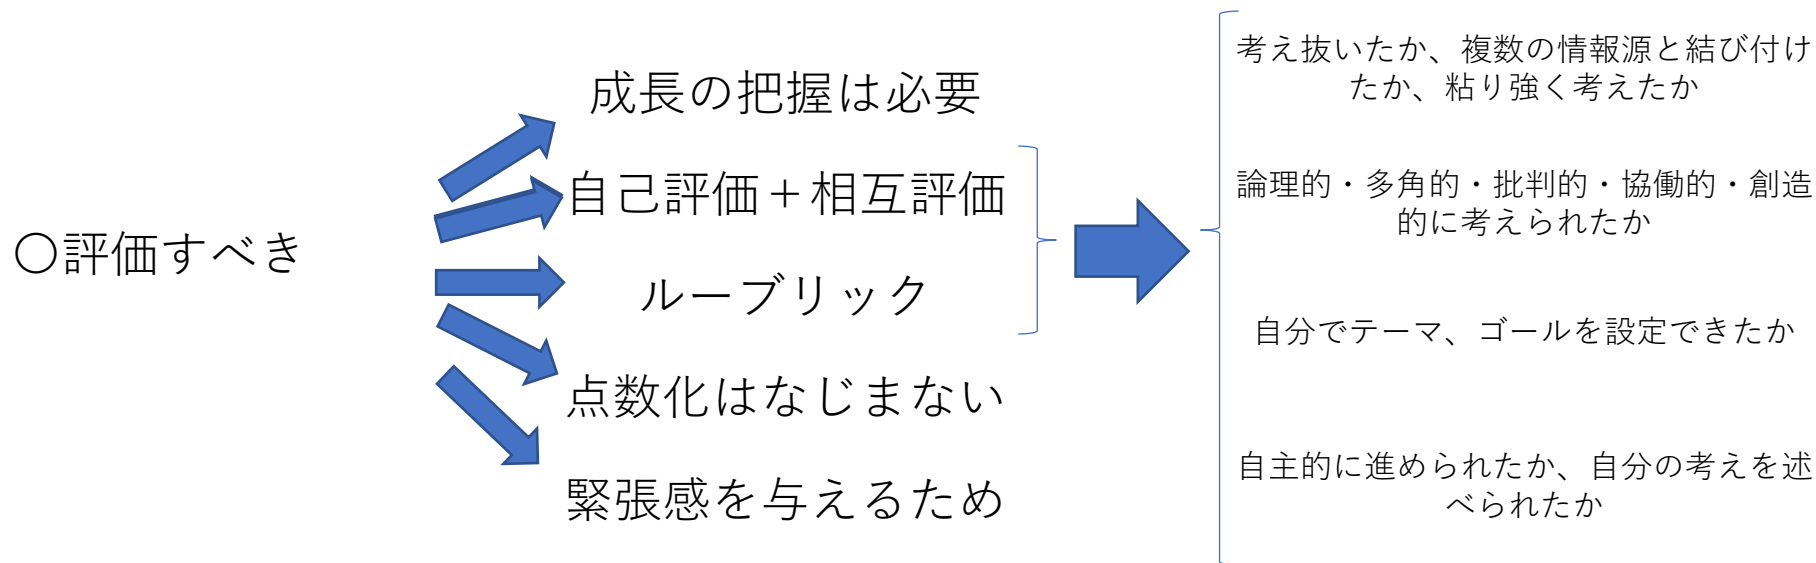 〇評価すべき
成長の把握は必要
自己評価＋相互評価
ルーブリック
点数化はなじまない
緊張感を与えるため
考え抜いたか、複数の情報源と結び付け
たか、粘り強く考えたか
論理的・多角的・批判的・協働的・創造
的に考えられたか
自分でテーマ、ゴールを設定できたか
自主的に進められたか、自分の考えを述
べられたか